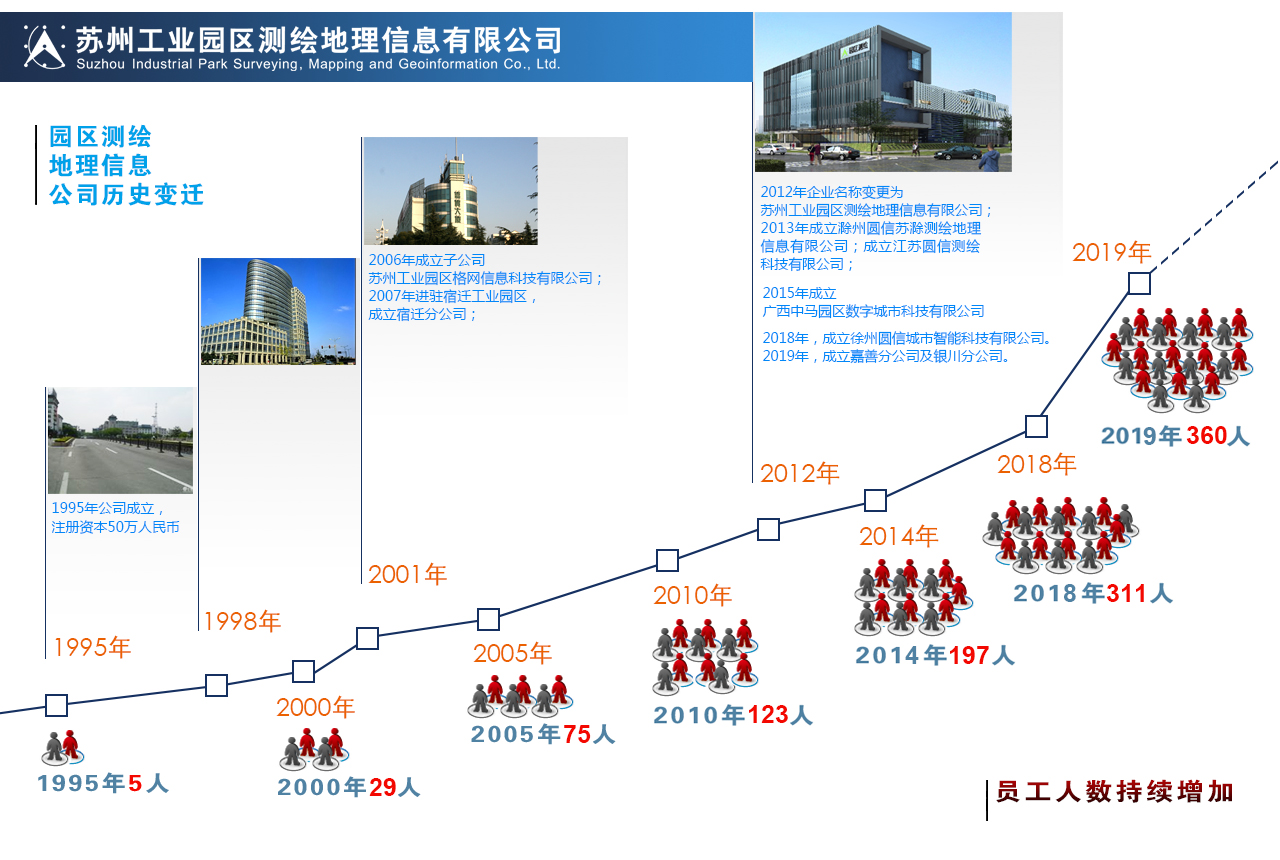 苏州工业园区测绘地理信息有限公司
Suzhou Industrial Park Surveying, Mapping and Geoinformation Co., Ltd.
园区测绘
地理信息
公司历史变迁
1995年公司成立，
注册资本50万人民币
2006年成立子公司
苏州工业园区格网信息科技有限公司；
2007年进驻宿迁工业园区，
成立宿迁分公司；
园区测绘
2012年企业名称变更为
苏州工业园区测绘地理信息有限公司；
2013年成立滁州圆信苏滁测绘地理
信息有限公司；成立江苏圆信测绘
科技有限公司；
2015年成立
广西中马园区数字城市科技有限公司
2018年，成立徐州圆信城市智能科技有限公司。
2019年，成立嘉善分公司及银川分公司。
1995年
1998年
2001年
2012年
2019年
2018年
2014年
2010年
2005年
2000年
1995年5人
2000年29人
2005年75人
2010年123人
2014年197人
2018年311人
2019年360人
员工人数持续增加